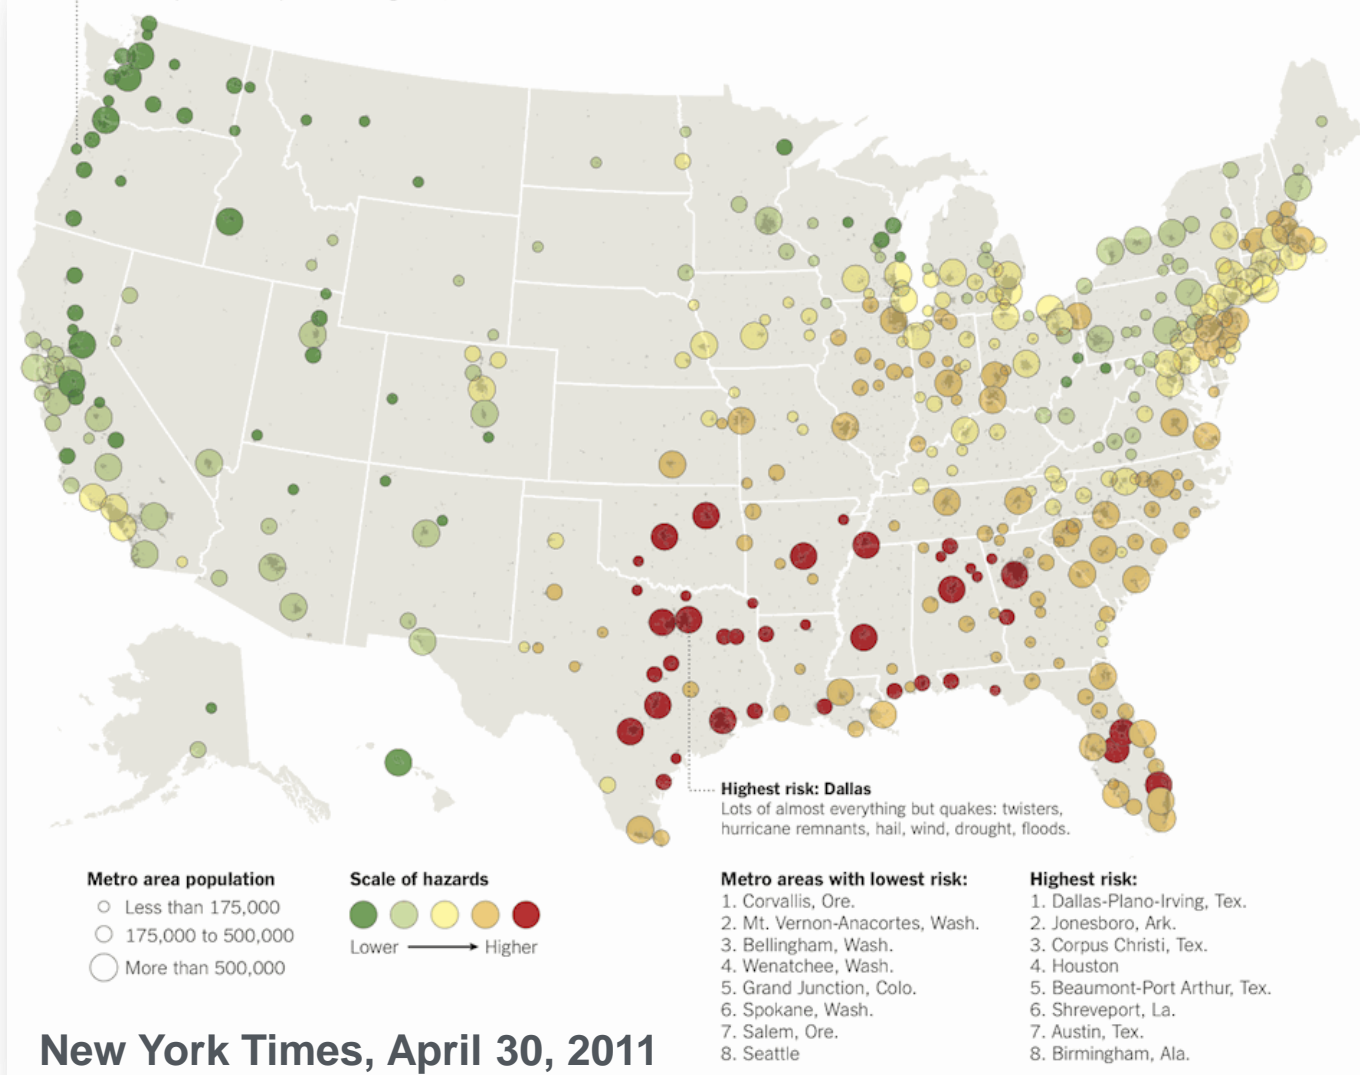 Highest risk: Dallas
Lots of almost everything but quakes: twisters,
hurricane remnants, hail, wind, drought, floods.
Metro area population
Less than 175,000
175,000 to 500,000
More than 500,000
Scale of hazards
Lower
Higher
Metro areas with lowest risk:
1. Corvallis, Ore.
2. Mt. Vernon-Anacortes, Wash.
3. Bellingham, Wash.
4. Wenatchee, Wash.
5. Grand Junction, Colo.
6. Spokane, Wash.
7. Salem, Ore.
8. Seattle
Highest risk:
1. Dallas-Plano-Irving, Tex.
2. Jonesboro, Ark.
3. Corpus Christi, Tex.
4. Houston
5. Beaumont-Port Arthur, Tex.
6. Shreveport, La.
7. Austin, Tex.
8. Birmingham, Ala.
New York Times, April 30, 2011